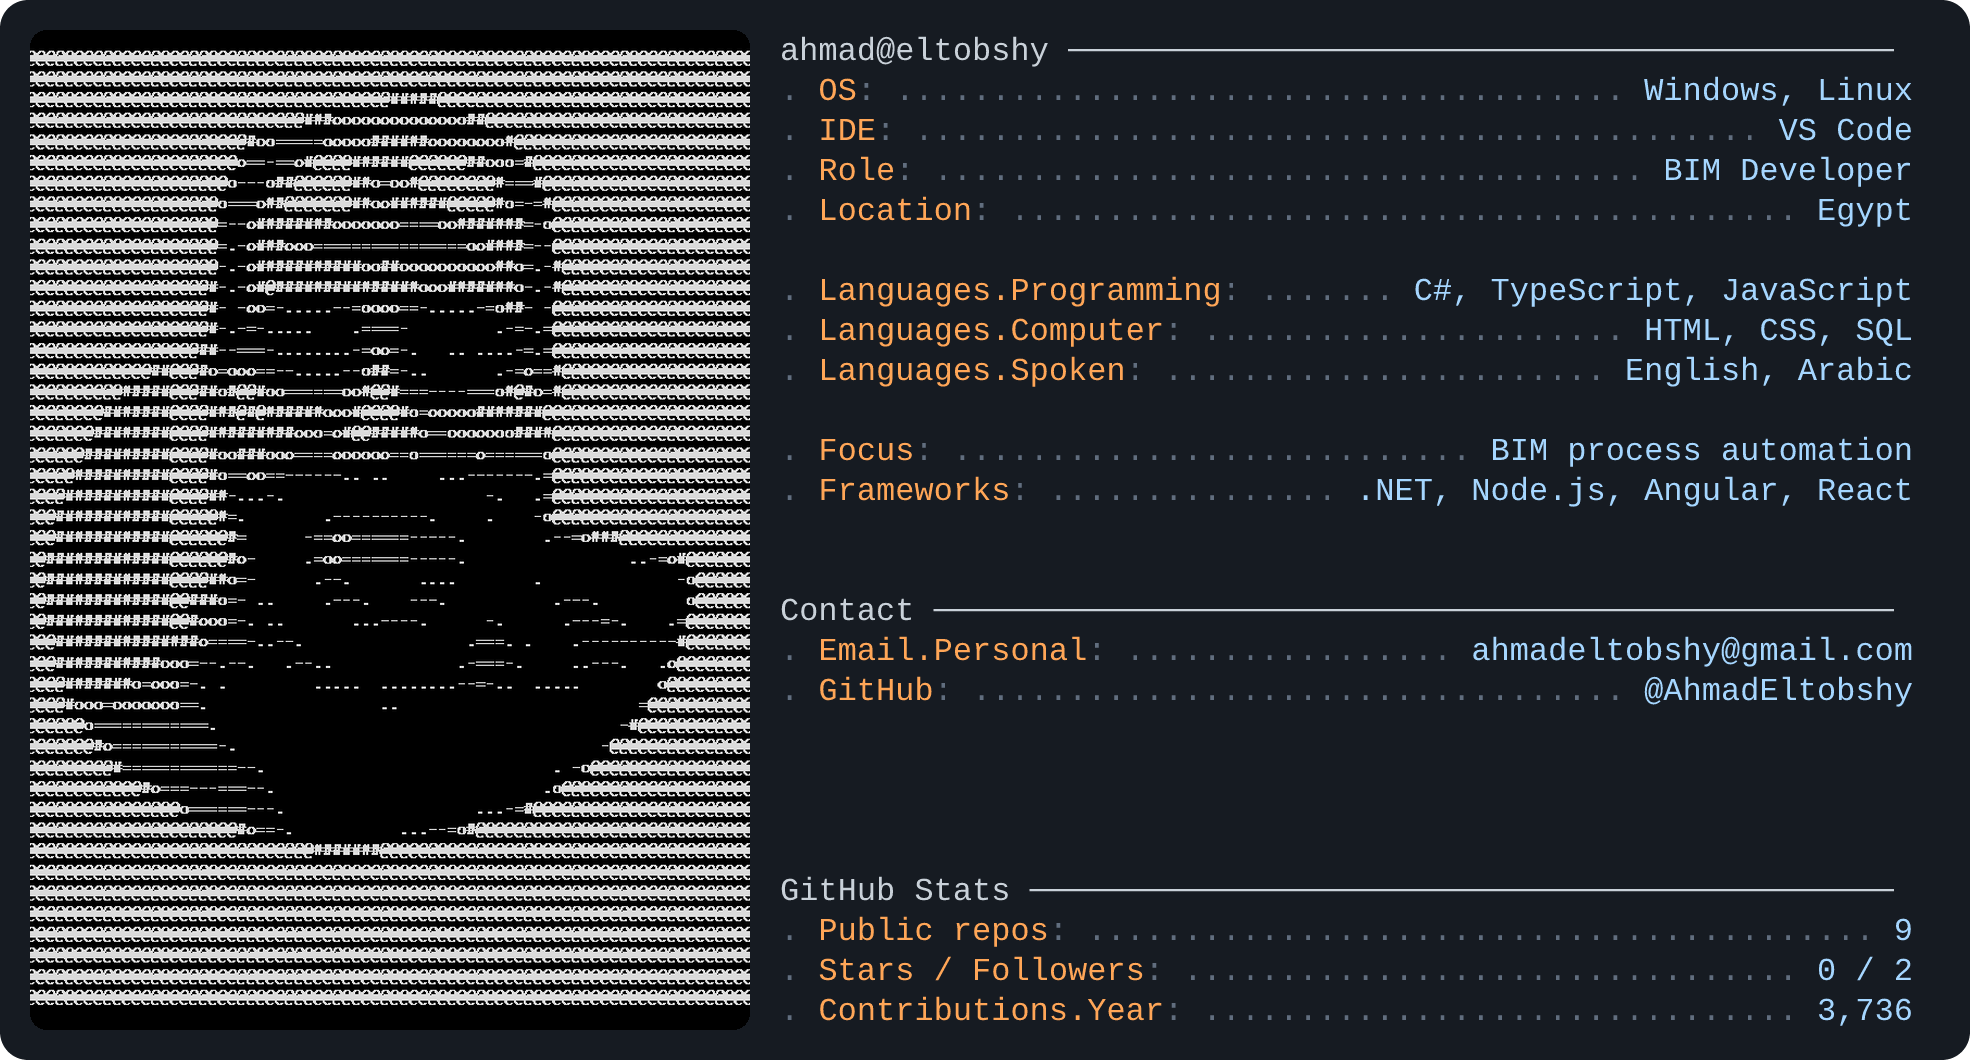 ahmad@eltobshy
. OS: ...................................... Windows, Linux
. IDE: ............................................ VS Code
. Role: ..................................... BIM Developer
. Location: ......................................... Egypt
. Languages.Programming: ....... C#, TypeScript, JavaScript
. Languages.Computer: ...................... HTML, CSS, SQL
. Languages.Spoken: ....................... English, Arabic
. Focus: ........................... BIM process automation
. Frameworks: ............... .NET, Node.js, Angular, React
Contact
. Email.Personal: ................. ahmadeltobshy@gmail.com
. GitHub: .................................. @AhmadEltobshy
GitHub Stats
. Public repos: ......................................... 9
. Stars / Followers: ................................ 0 / 2
. Contributions.Year: ............................... 3,736